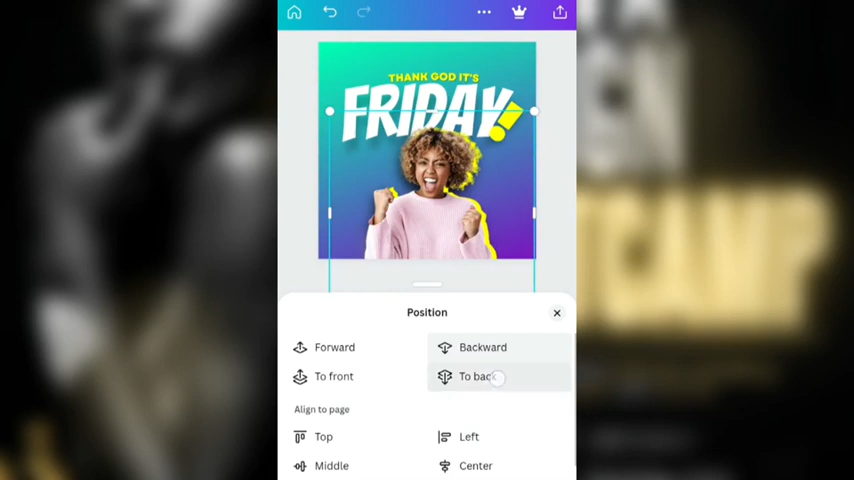 THANK GOD IT'S
FRIDAY!
Position
Forward
Backward
To front
To back
Align to page
Top
Left
Middle
Center